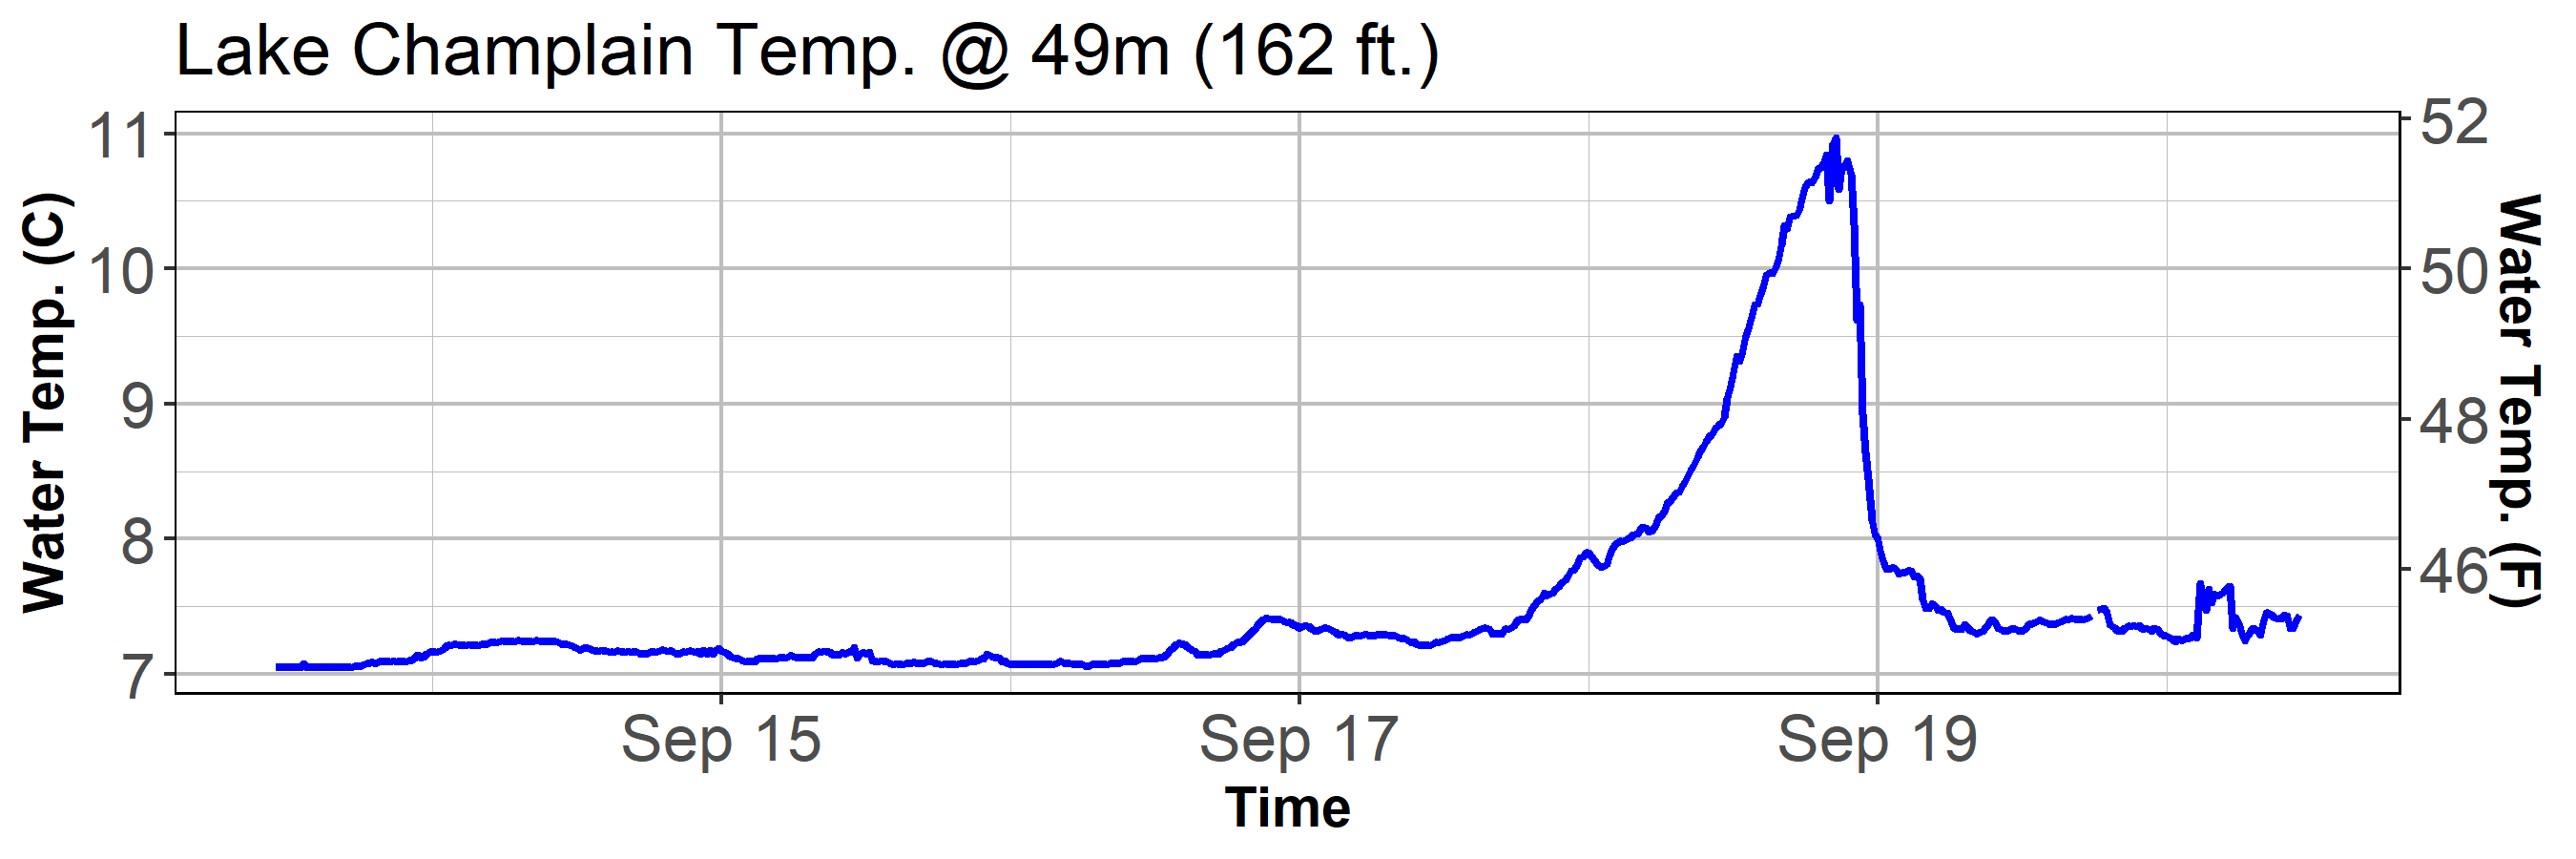 Lake Champlain Temp. @ 49m (162 ft.)
Water Temp. (C)
11
10
9
8
7
52
50
48
46
Water Temp. (F)
Sep 15
Sep 17
Sep 19
Time